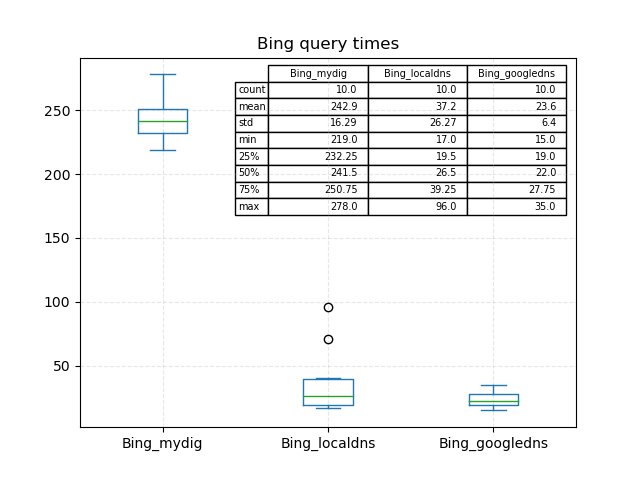 Bing query times
Bing_mydig Bing_localdns Bing_googledns
count 10.0 10.0 10.0
mean 242.9 37.2 23.6
std 16.29 26.27 6.4
min 219.0 17.0 15.0
25% 232.25 19.5 19.0
50% 241.5 26.5 22.0
75% 250.75 39.25 27.75
max 278.0 96.0 35.0
250
200
150
100
50
Bing_mydig Bing_localdns Bing_googledns